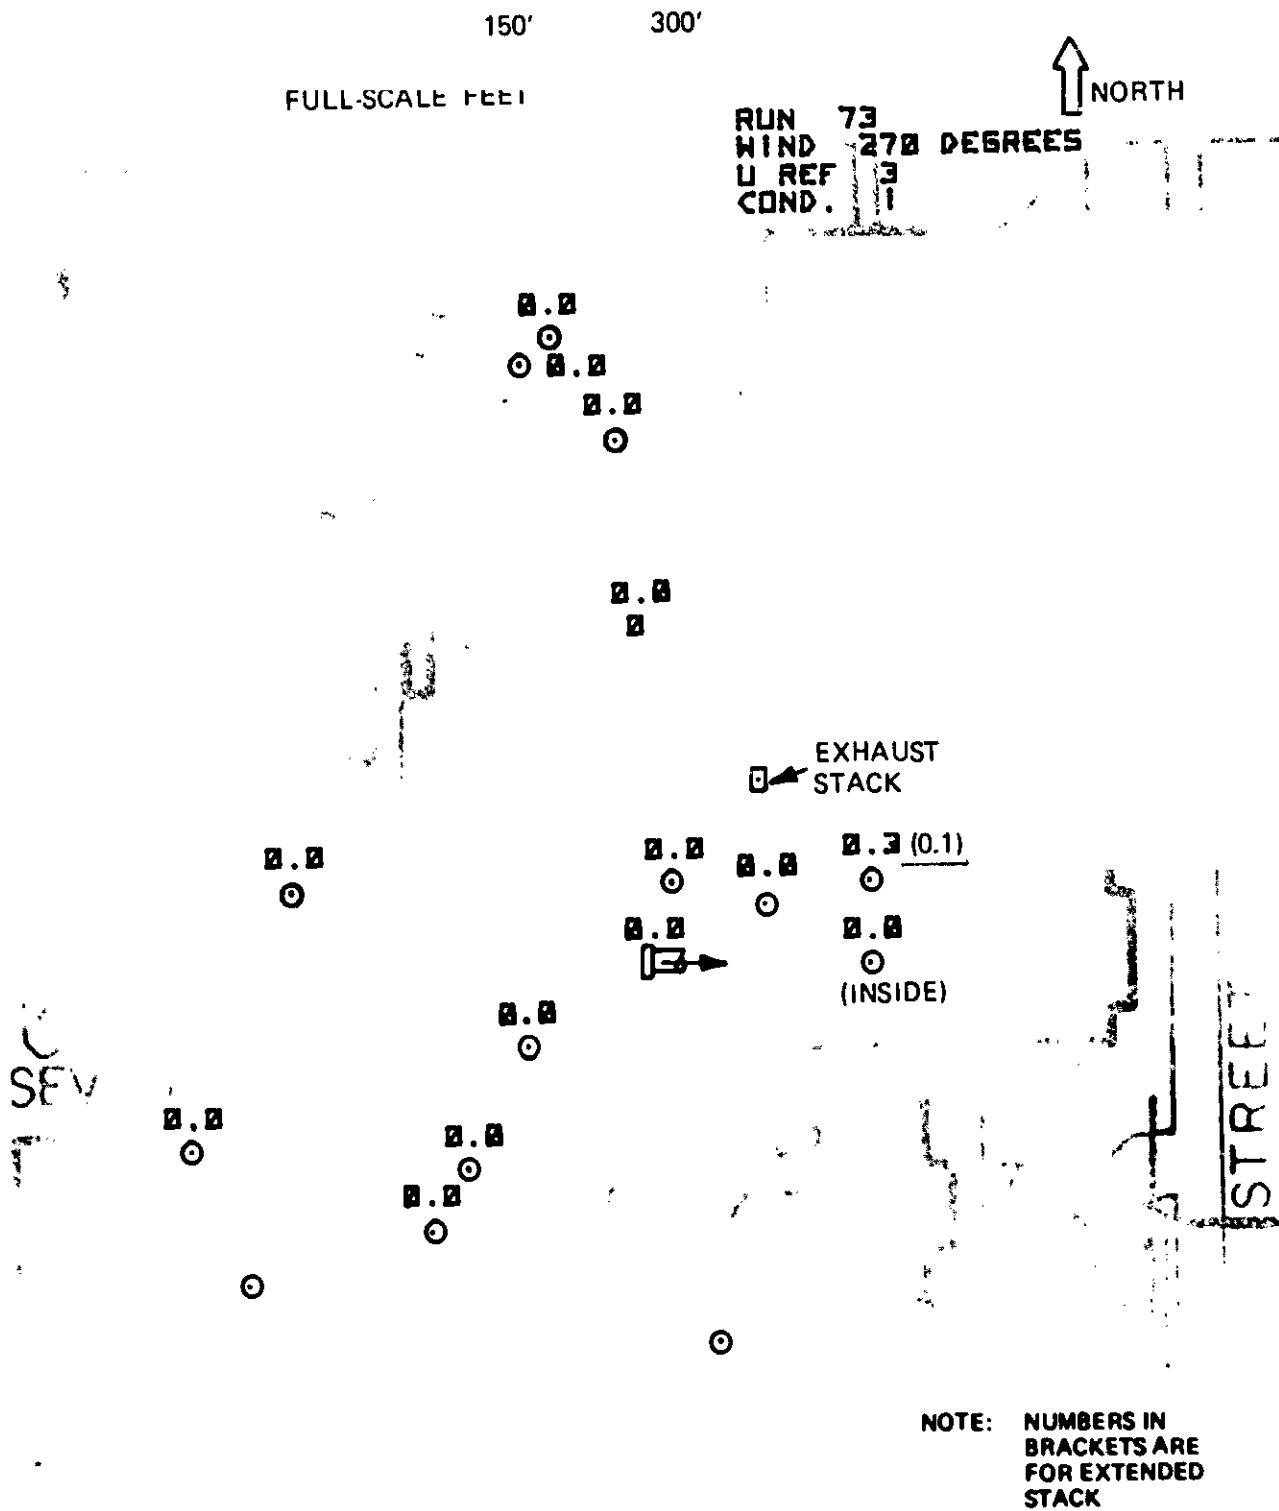 150' 300'
FULL-SCALE FEET
NORTH
RUN 73
WIND 270 DEGREES
U REF 3
COND. 1
0.0
0.0
0.0
0.0
0
EXHAUST
STACK
0.0
0.0
0.0
0.3 (0.1)
0.0
0.0
(INSIDE)
0.0
SEV
STREET
0.0
0.0
0.0
NOTE: NUMBERS IN
BRACKETS ARE
FOR EXTENDED
STACK